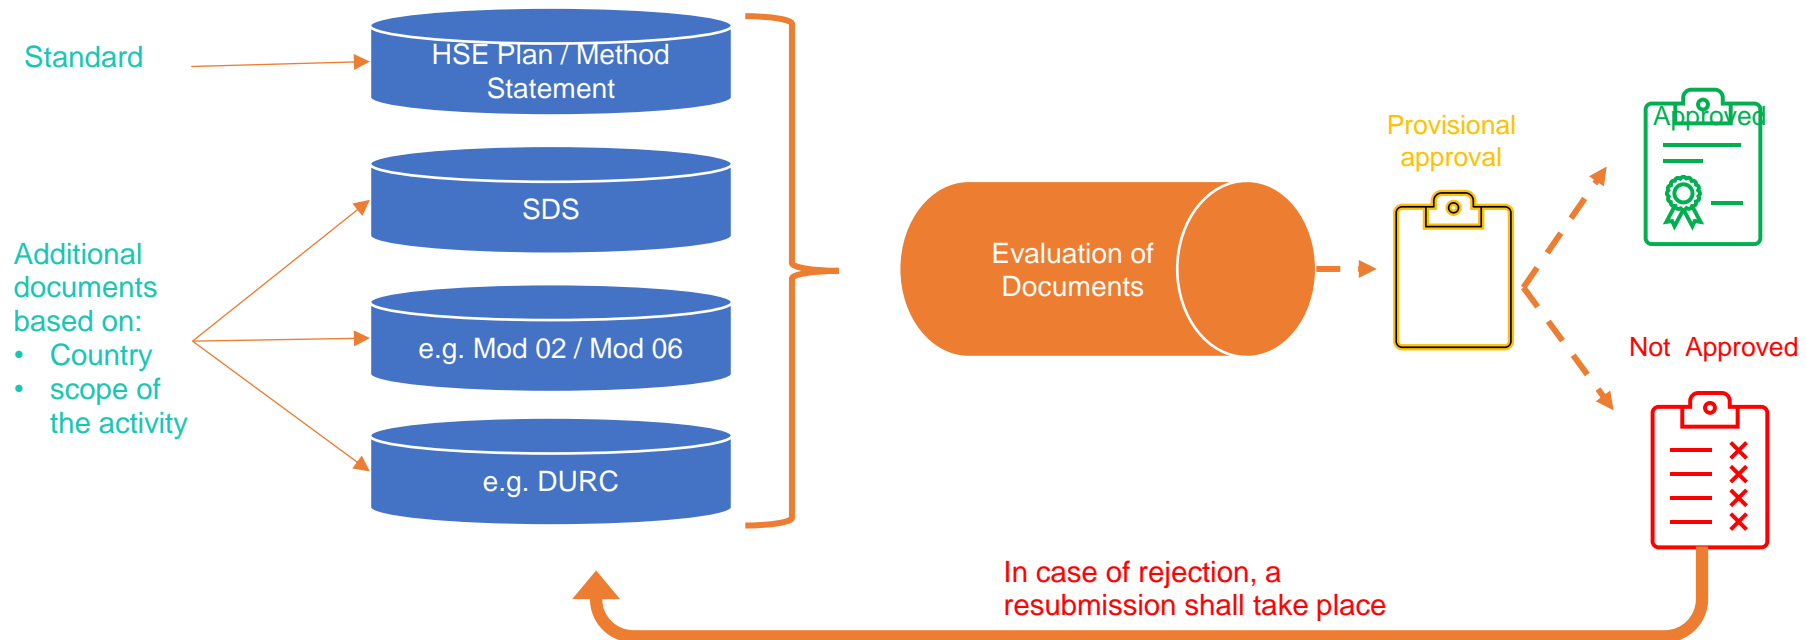 Standard
HSE Plan / Method
Statement
SDS
Additional
documents
based on:
• Country
• scope of
the activity
e.g. Mod 02 / Mod 06
e.g. DURC
Evaluation of
Documents
Provisional
approval
Approved
Not Approved
In case of rejection, a
resubmission shall take place